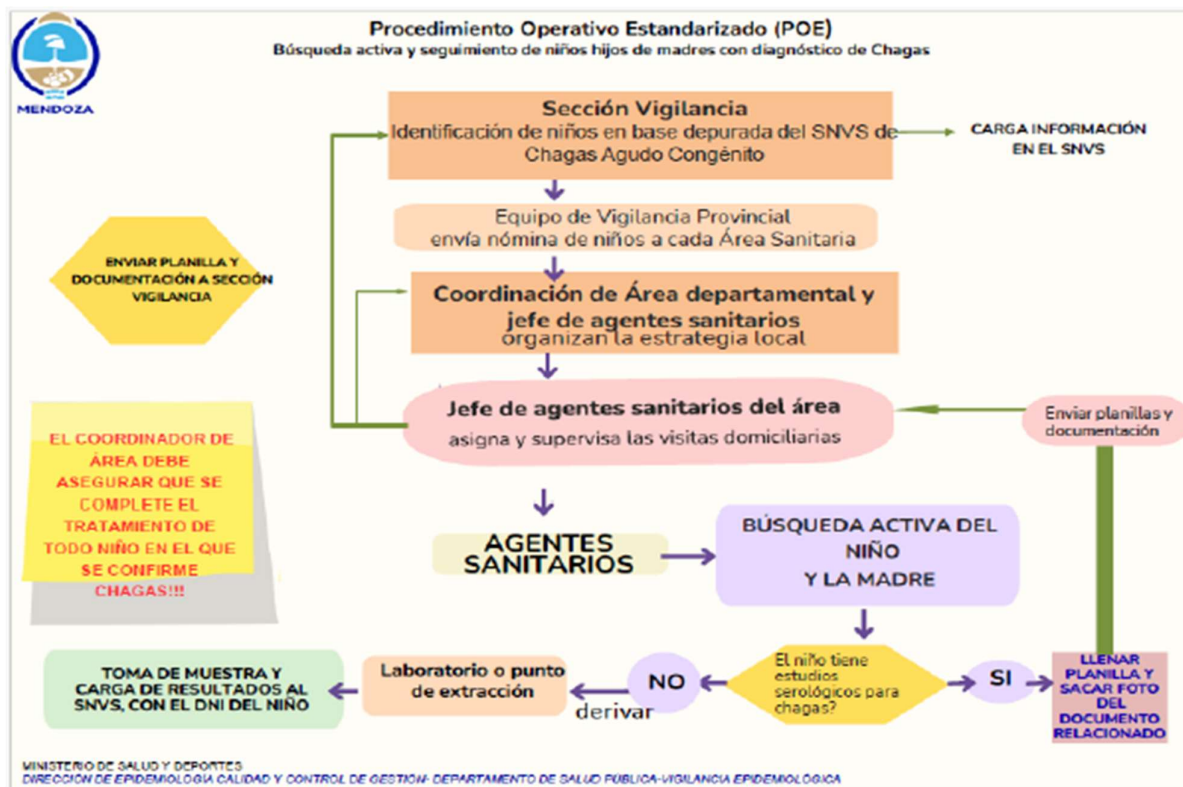 Procedimiento Operativo Estandarizado (POE)
Búsqueda activa y seguimiento de niños hijos de madres con diagnóstico de Chagas
MENDOZA
Sección Vigilancia
Identificación de niños en base depurada del SNVS de
Chagas Agudo Congénito
CARGA INFORMACIÓN
EN EL SNVS
Equipo de Vigilancia Provincial
envía nómina de niños a cada Área Sanitaria
ENVIAR PLANILLA Y
DOCUMENTACIÓN A SECCIÓN
VIGILANCIA
Coordinación de Área departamental y
jefe de agentes sanitarios
organizan la estrategia local
Jefe de agentes sanitarios del área
asigna y supervisa las visitas domiciliarias
Enviar planillas y
documentación
EL COORDINADOR DE
ÁREA DEBE
ASEGURAR QUE SE
COMPLETE EL
TRATAMIENTO DE
TODO NIÑO EN EL QUE
SE CONFIRME
CHAGAS!!!
AGENTES
SANITARIOS
BÚSQUEDA ACTIVA DEL
NIÑO
Y LA MADRE
El niño tiene
estudios
serológicos para
chagas?
SI
LLENAR
PLANILLA Y
SACAR FOTO
DEL
DOCUMENTO
RELACIONADO
NO
derivar
Laboratorio o punto
de extracción
TOMA DE MUESTRA Y
CARGA DE RESULTADOS AL
SNVS, CON EL DNI DEL NIÑO
MINISTERIO DE SALUD Y DEPORTES
DIRECCION DE EPIDEMIOLOGÍA CALIDAD Y CONTROL DE GESTION- DEPARTAMENTO DE SALUD PÚBLICA-VIGILANCIA EPIDEMIOLOGICA